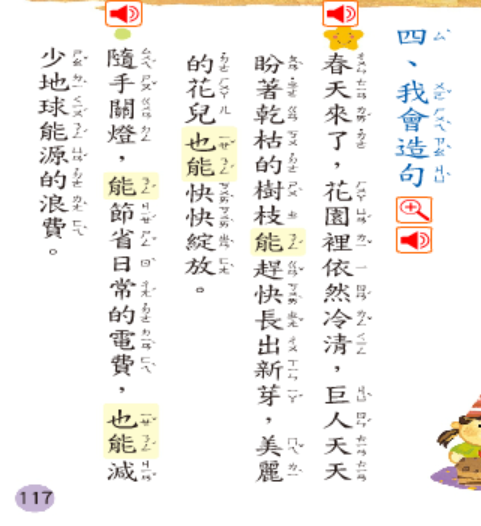 四、我會造句
春天來了，花園裡依然冷清，巨人天天
盼著乾枯的樹枝能趕快長出新芽，美麗
的花兒也能快快綻放。
隨手關燈，能節省日常的電費，也能減
少地球能源的浪費。
117